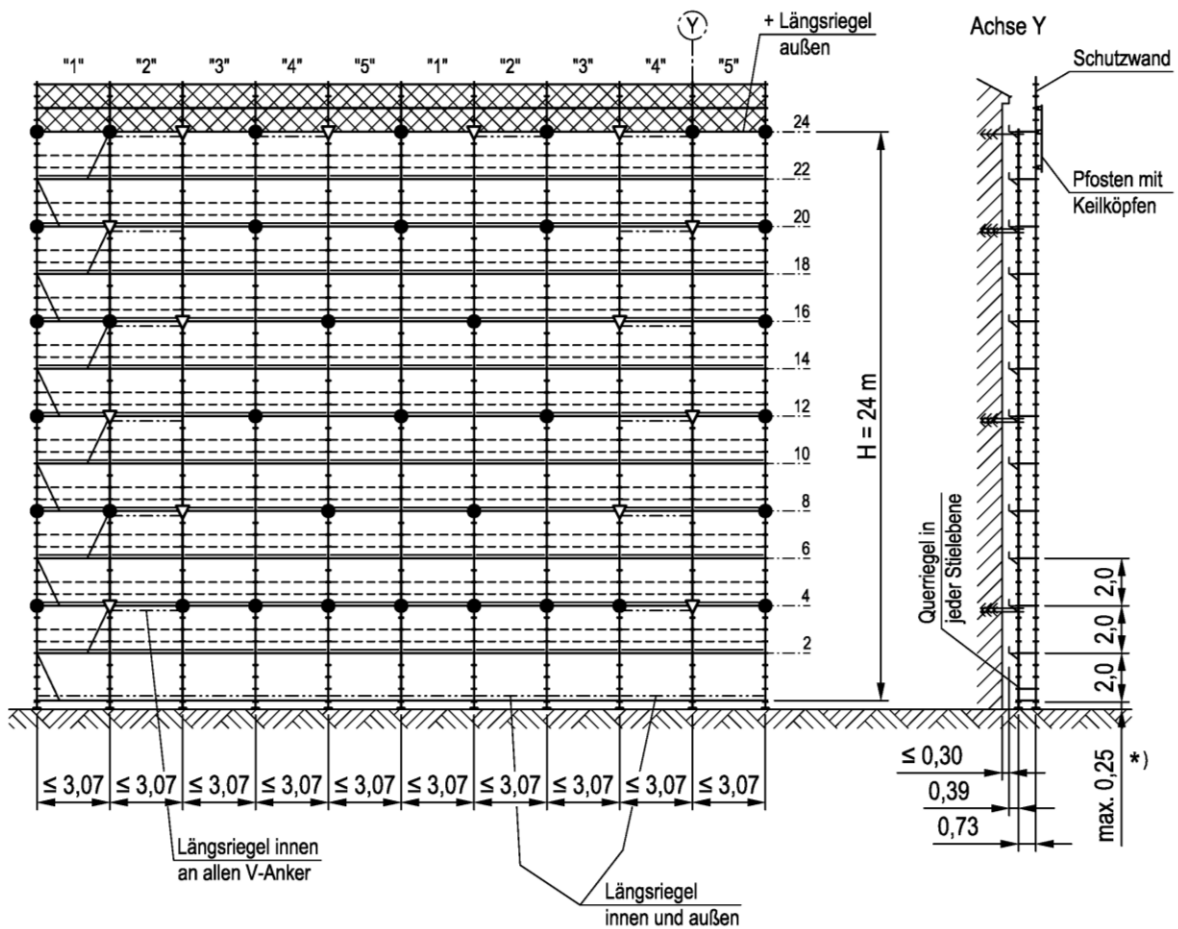 Y
+ Längsriegel
außen
Achse Y
"1" "2" "3" "4" "5" "1" "2" "3" "4" "5"
Schutzwand
24
22
20
18
16
14
12
10
8
6
4
2
H = 24 m
Pfosten mit
Keilköpfen
Querriegel in
jeder Stielebene
2,0
2,0
2,0
≤ 3,07 ≤ 3,07 ≤ 3,07 ≤ 3,07 ≤ 3,07 ≤ 3,07 ≤ 3,07 ≤ 3,07 ≤ 3,07 ≤ 3,07
≤ 0,30
0,39
0,73
max. 0,25 *)
Längsriegel innen
an allen V-Anker
Längsriegel
innen und außen